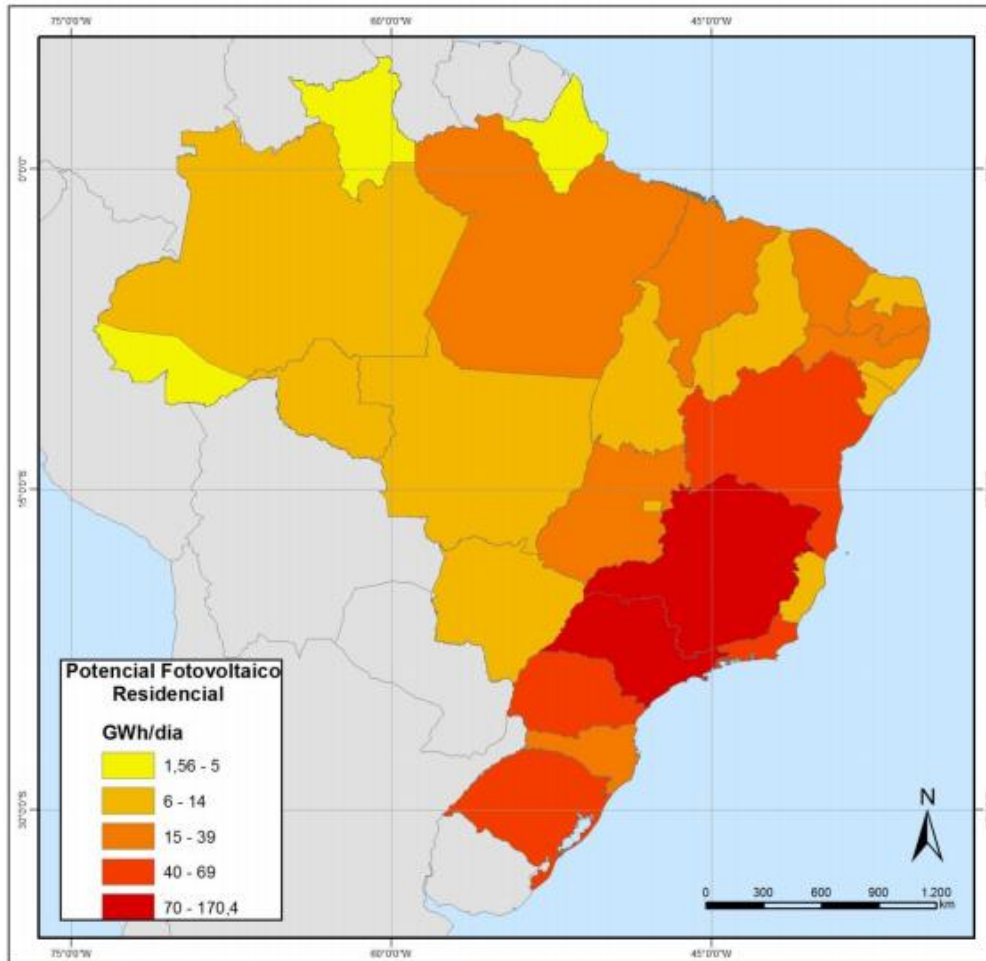 75°0'0"W 60°0'0"W 45°0'0"W
0°0'0"
15°0'0"S
30°0'0"S
Potencial Fotovoltaico
Residencial
GWh/dia
1,56 - 5
6 - 14
15 - 39
40 - 69
70 - 170,4
N
0 300 600 900 1.200
km
75°0'0"W 60°0'0"W 45°0'0"W